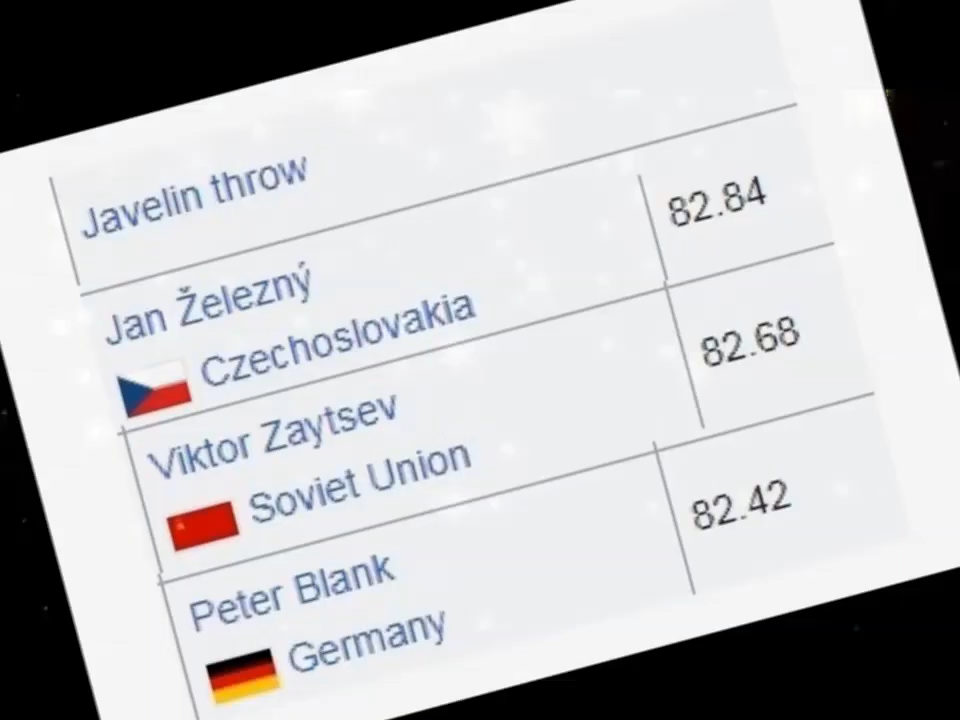 Javelin throw
Jan Železný
Czechoslovakia
82.84
Viktor Zaytsev
Soviet Union
82.68
Peter Blank
Germany
82.42